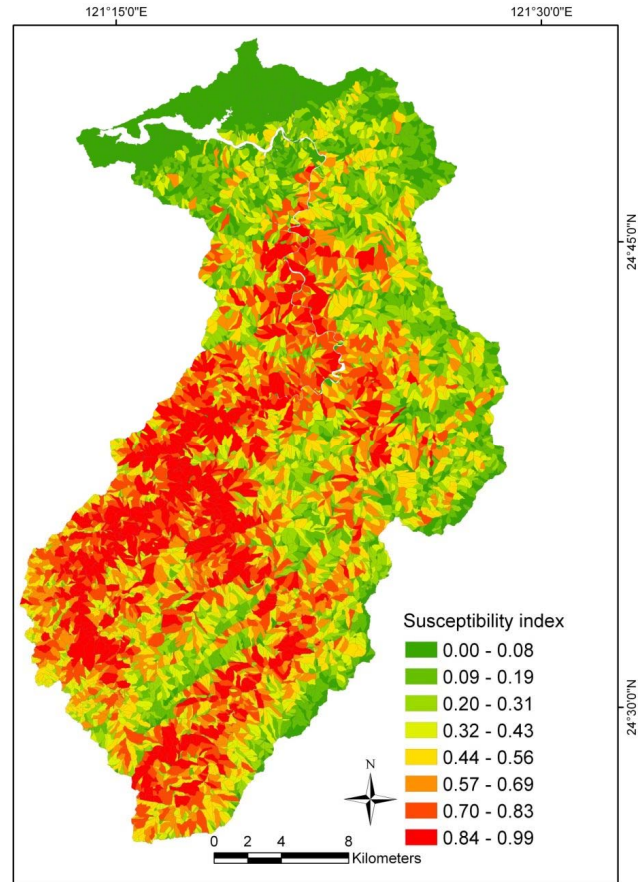 121°15'0"E
121°30'0"E
24°45'0"N
24°30'0"N
Susceptibility index
0.00 - 0.08
0.09 - 0.19
0.20 - 0.31
0.32 - 0.43
0.44 - 0.56
0.57 - 0.69
0.70 - 0.83
0.84 - 0.99
N
0 2 4 8
Kilometers